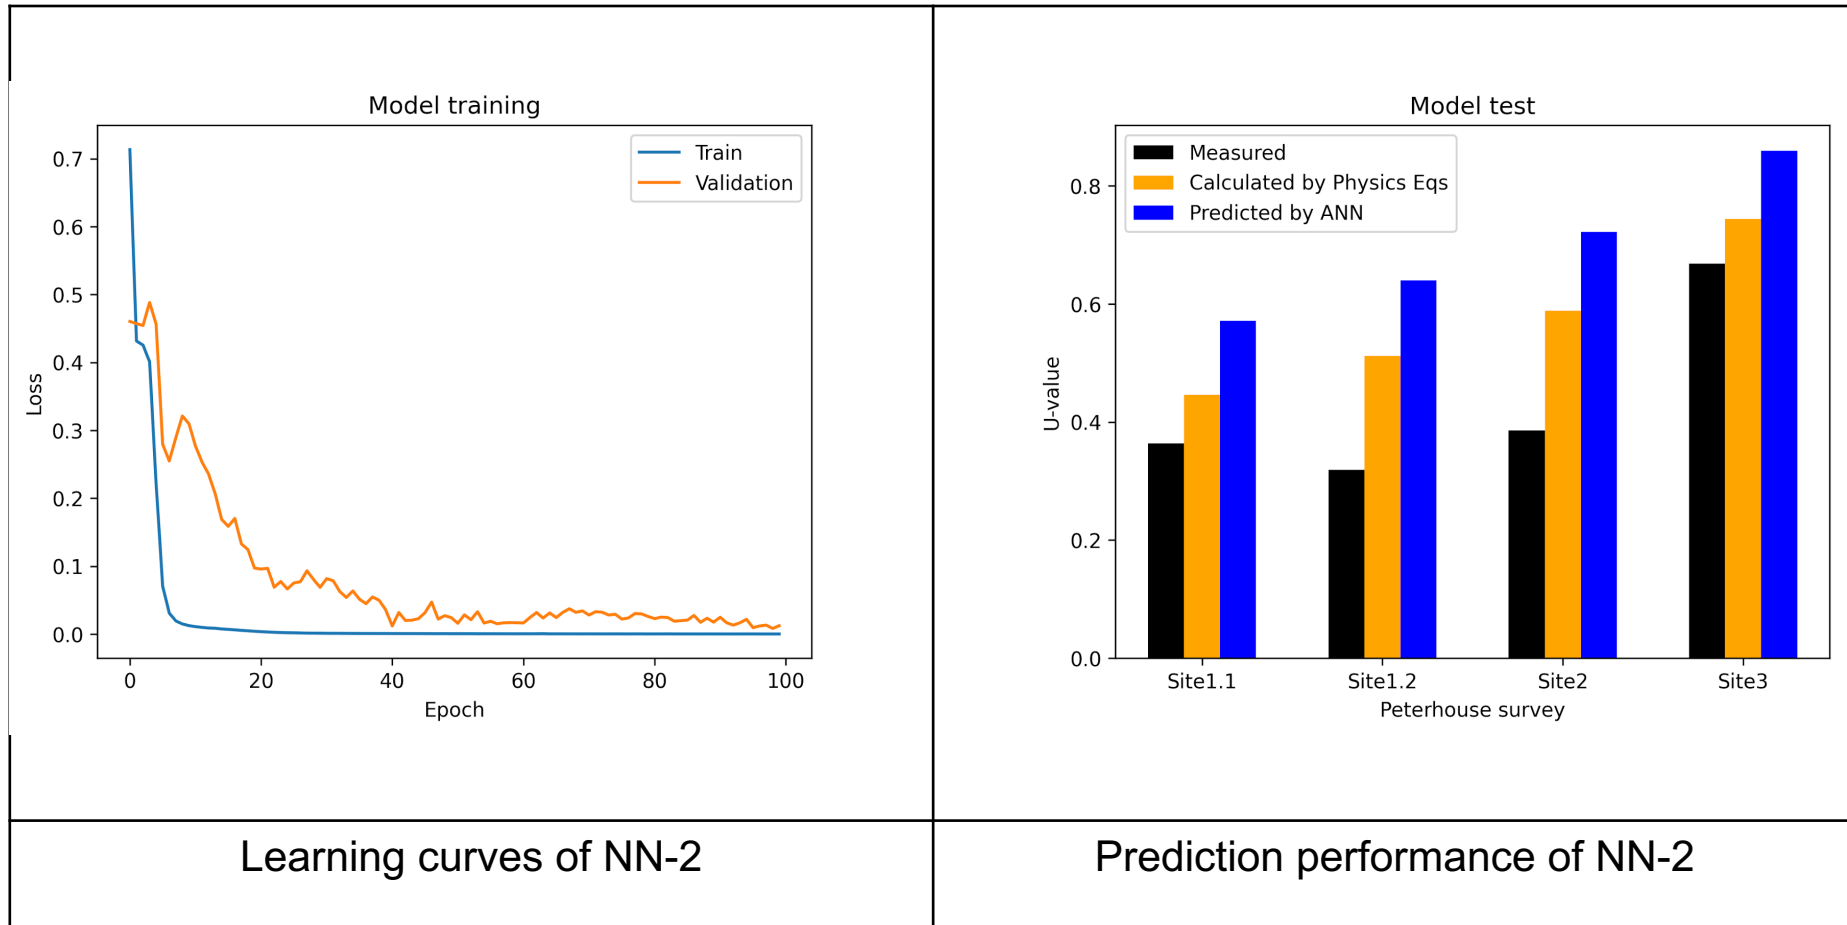 Model training
Train
Validation
0.7
0.6
0.5
0.4
0.3
0.2
0.1
0.0
Loss
0 20 40 60 80 100
Epoch
Model test
Measured
Calculated by Physics Eqs
Predicted by ANN
0.8
0.6
0.4
0.2
0.0
U-value
Site1.1 Site1.2 Site2 Site3
Peterhouse survey
Learning curves of NN-2
Prediction performance of NN-2